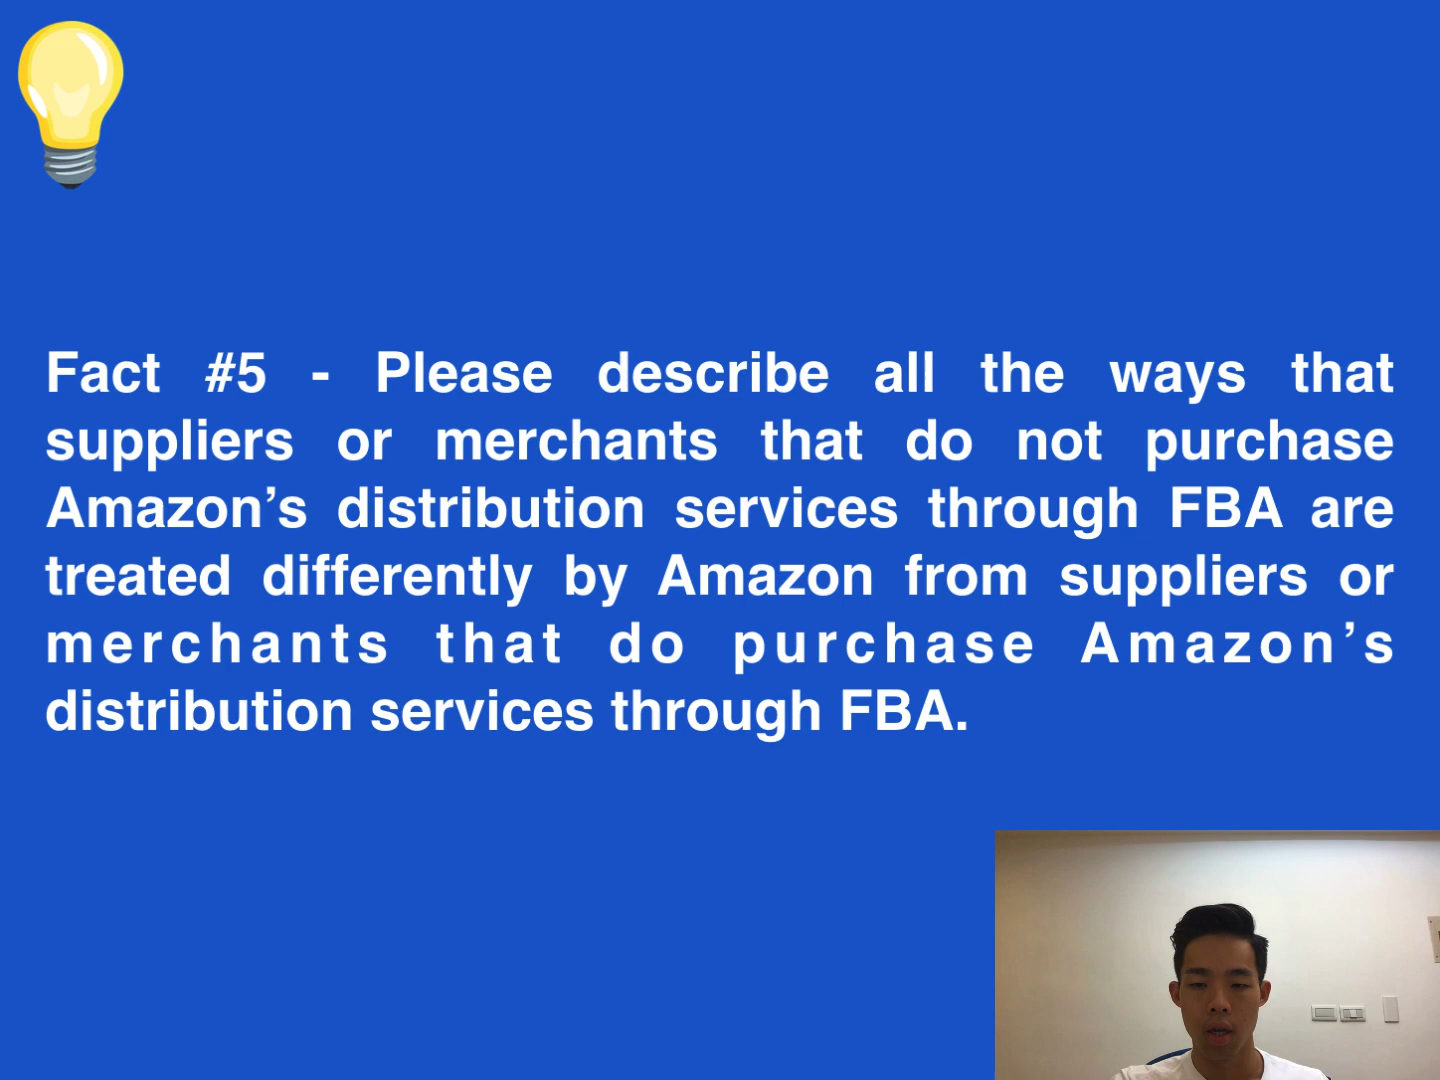 Fact #5 - Please describe all the ways that
suppliers or merchants that do not purchase
Amazon’s distribution services through FBA are
treated differently by Amazon from suppliers or
merchants that do purchase Amazon’s
distribution services through FBA.